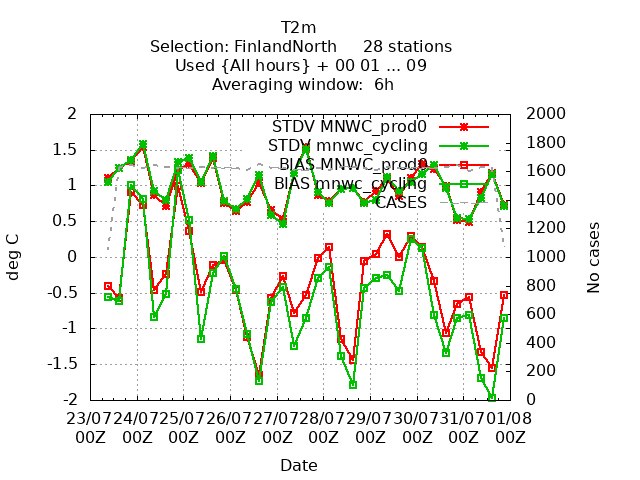 T2m
Selection: FinlandNorth 28 stations
Used {All hours} + 00 01 ... 09
Averaging window: 6h
STDV MNWC_prod0
STDV mnwc_cycling
BIAS MNWC_prod0
BIAS mnwc_cycling
CASES
2
1.5
1
0.5
0
-0.5
-1
-1.5
-2
deg C
2000
1800
1600
1400
1200
1000
800
600
400
200
0
No cases
23/07 24/07 25/07 26/07 27/07 28/07 29/07 30/07 31/07 01/08
00Z 00Z 00Z 00Z 00Z 00Z 00Z 00Z 00Z 00Z
Date